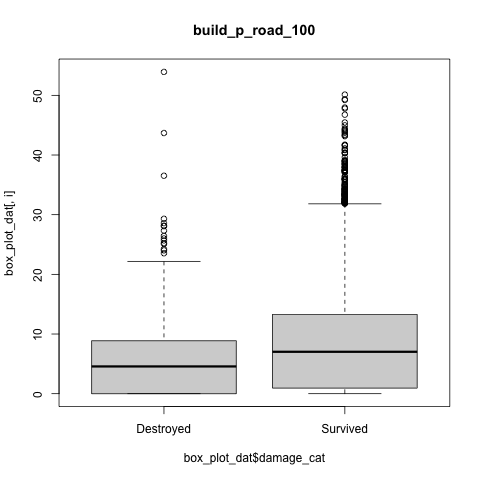 build_p_road_100
box_plot_dat[, i]
50
40
30
20
10
0
Destroyed
Survived
box_plot_dat$damage_cat